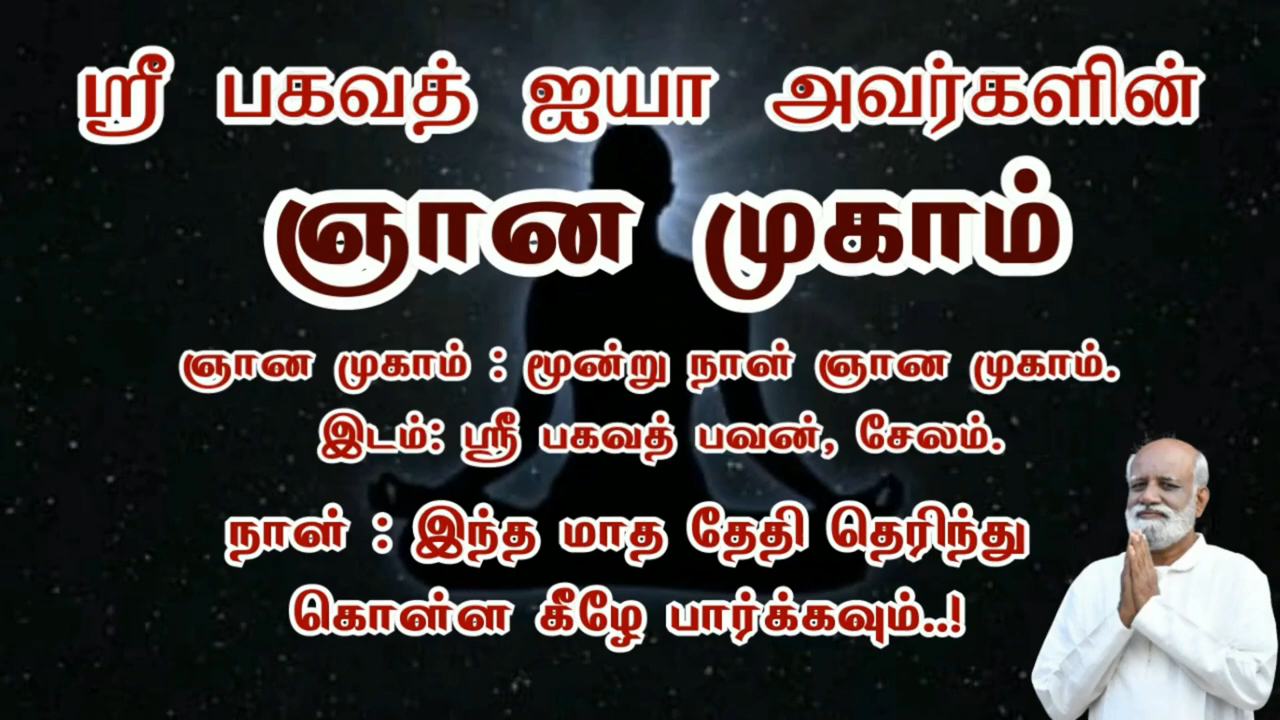 ஸ்ரீ பகவத் ஐயா அவர்களின்
ஞான முகாம்
ஞான முகாம் : மூன்று நாள் ஞான முகாம்.
இடம்: ஸ்ரீ பகவத் பவன், சேலம்.
நாள் : இந்த மாத தேதி தெரிந்து
கொள்ள கீழே பார்க்கவும்..!